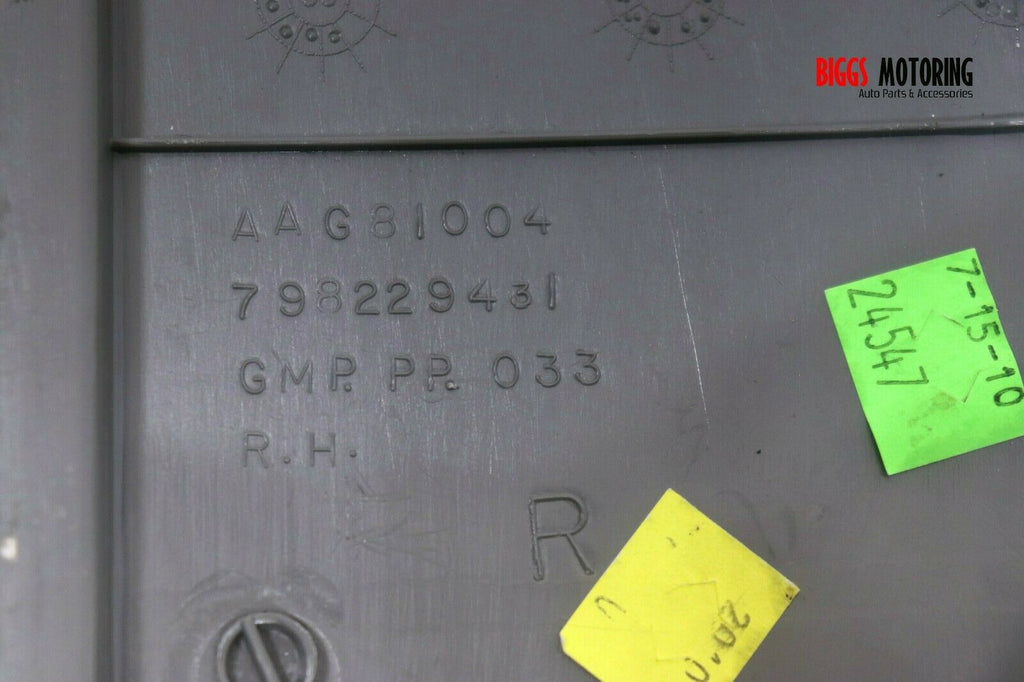 BIGGS MOTORING
Auto Parts & Accessories
AAG81004
798229431
GMP. PP. 033
R.H.
R
7-15-10
24547